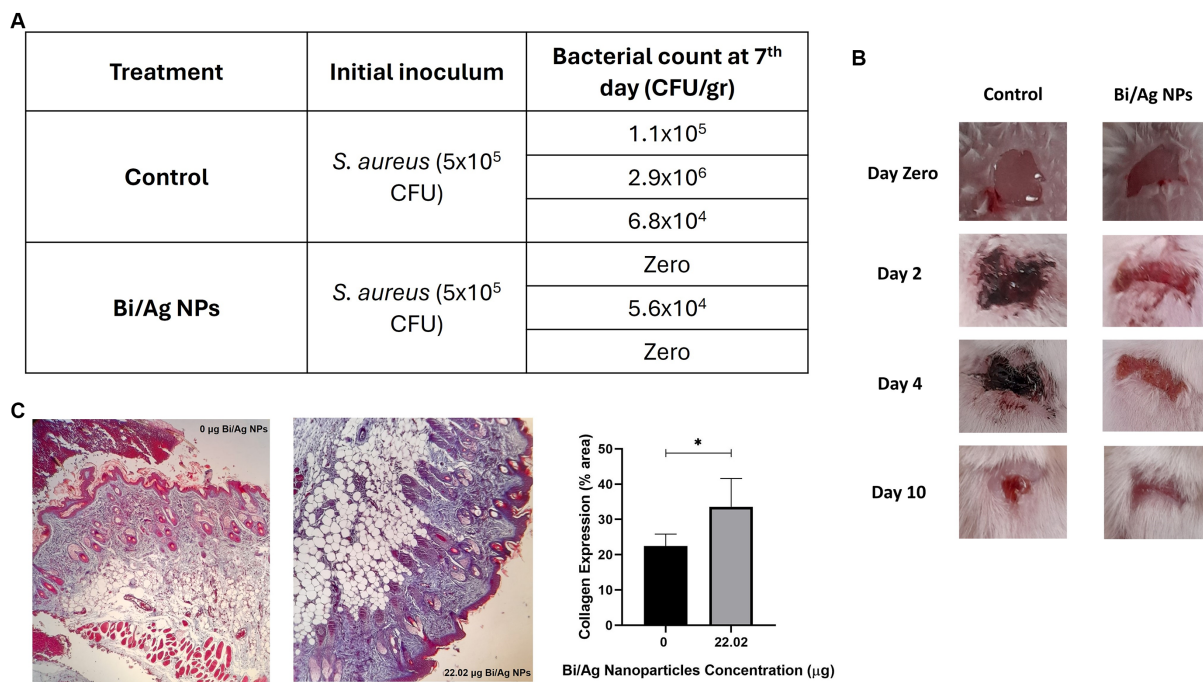 A
Treatment
Initial inoculum
Bacterial count at 7th
day (CFU/gr)
Control
S. aureus (5x10⁵
CFU)
1.1x10⁵
2.9x10⁶
6.8x10⁴
Bi/Ag NPs
S. aureus (5x10⁵
CFU)
Zero
5.6x10⁴
Zero
B
Control
Bi/Ag NPs
Day Zero
Day 2
Day 4
Day 10
C
0 µg Bi/Ag NPs
22.02 µg Bi/Ag NPs
Collagen Expression (% area)
50
40
30
20
10
0
*
0
22.02
Bi/Ag Nanoparticles Concentration (µg)